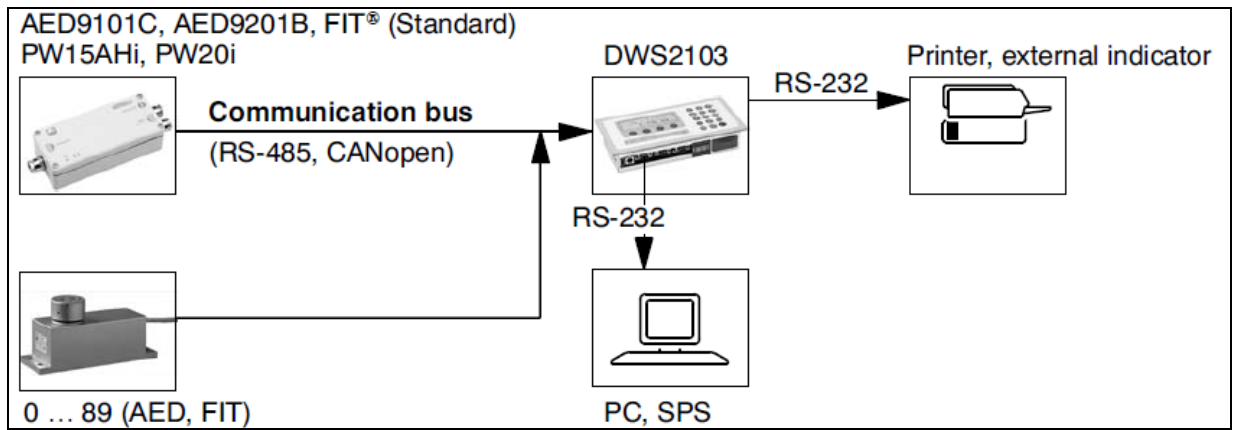 AED9101C, AED9201B, FIT® (Standard)
PW15AHi, PW20i
DWS2103
Printer, external indicator
RS-232
Communication bus
(RS-485, CANopen)
RS-232
0 … 89 (AED, FIT)
PC, SPS